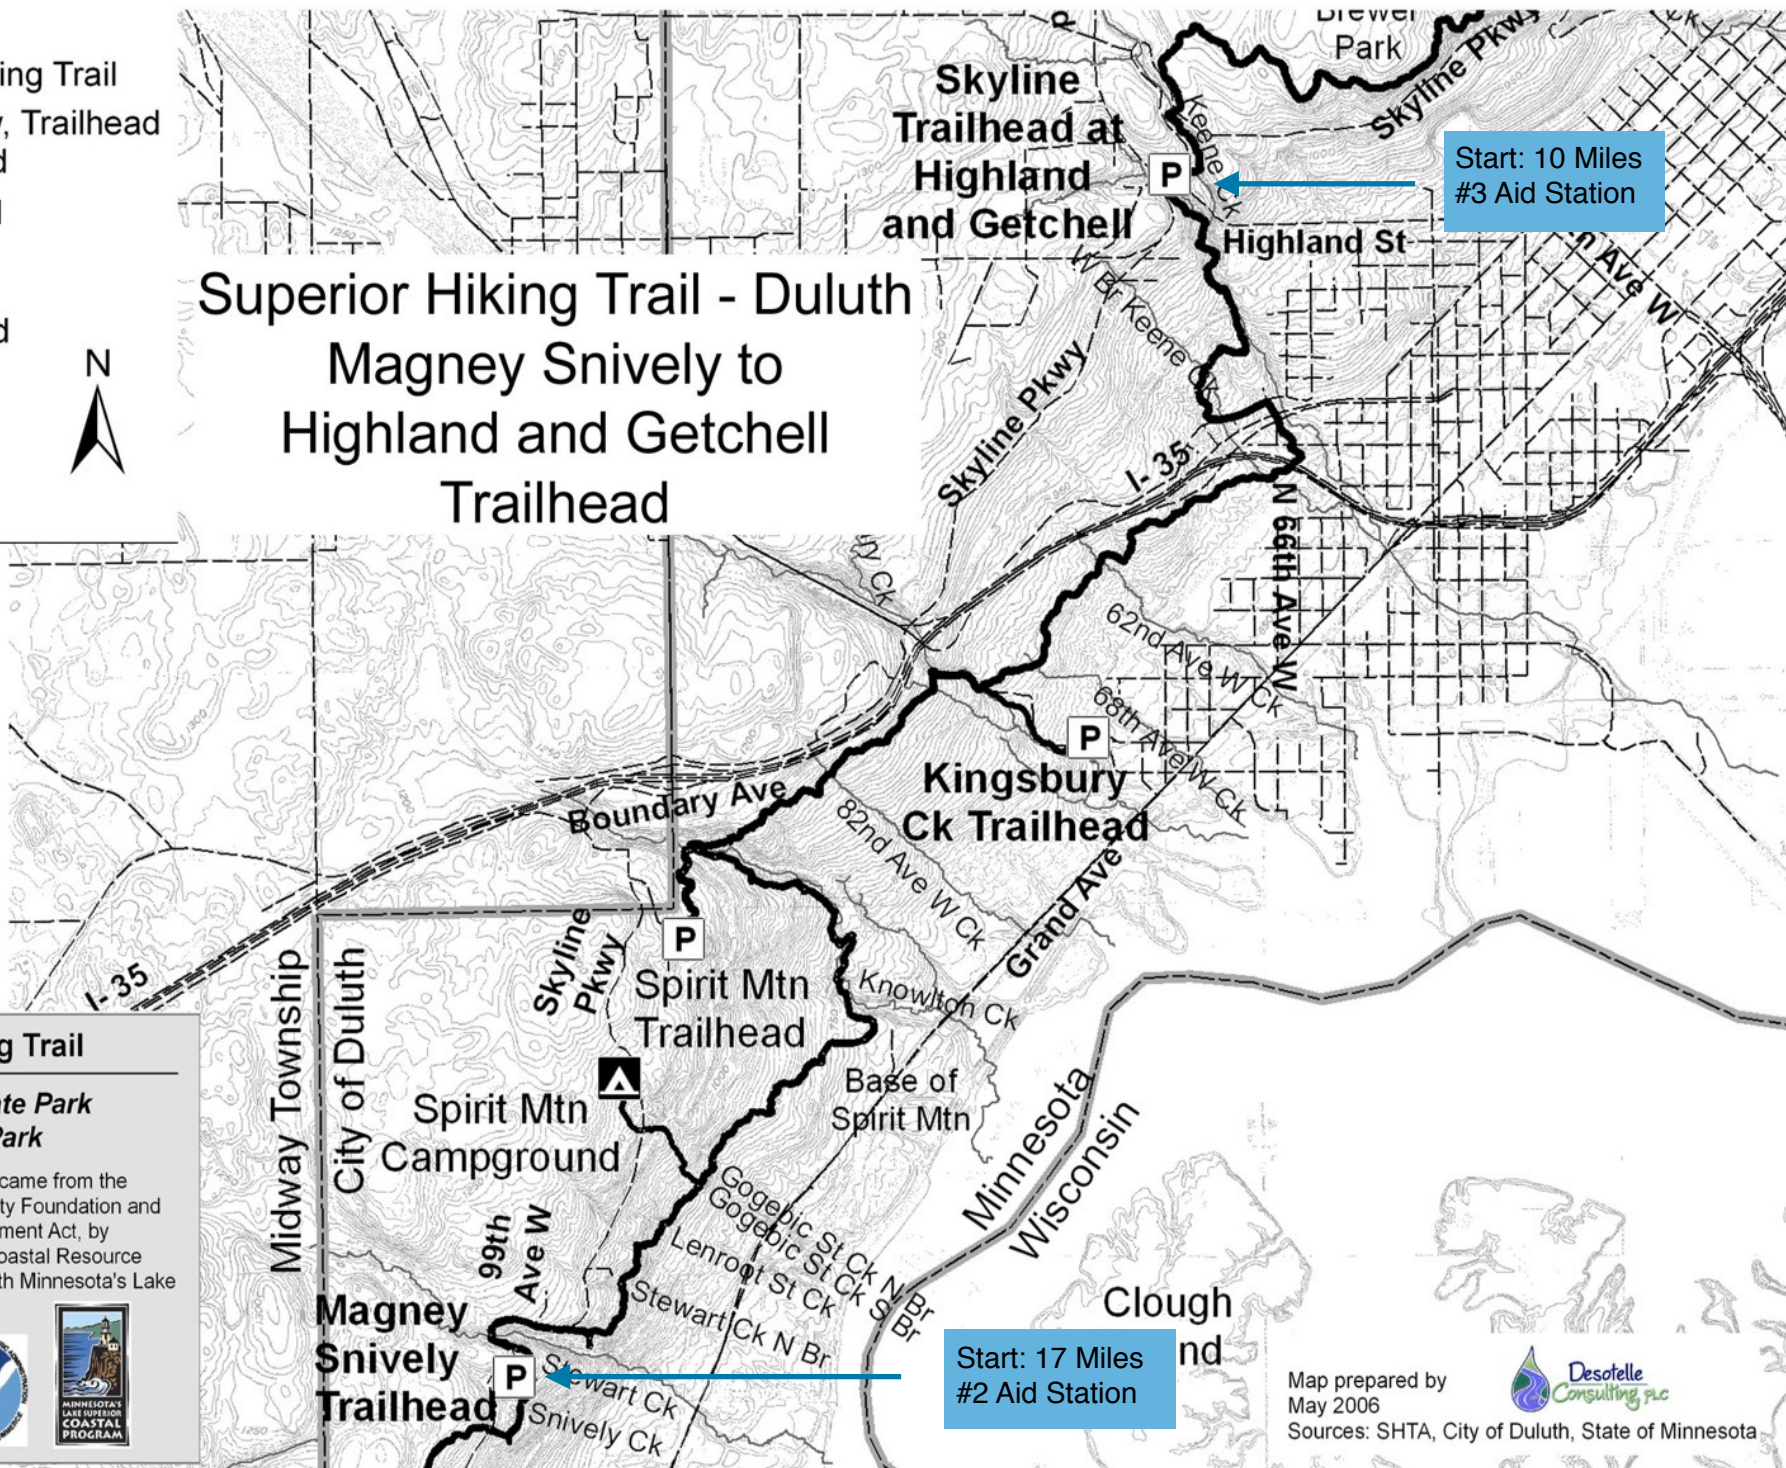 ing Trail
Trailhead
Superior Hiking Trail - Duluth
Magney Snively to
Highland and Getchell
Trailhead
N
Skyline
Trailhead at
Highland
and Getchell
P
Park
Skyline Pkwy
Keene Ck
Start: 10 Miles
#3 Aid Station
Highland St
Ave W
W Br Keene Ck
Skyline Pkwy
I- 35
N 66th Ave W
Ck
62nd Ave W Ck
68th Ave W Ck
P
Kingsbury
Ck Trailhead
Boundary Ave
82nd Ave W Ck
Grand Ave
I- 35
Midway Township
City of Duluth
Skyline
Pkwy
P
Spirit Mtn
Trailhead
Knowlton Ck
Base of
Spirit Mtn
Spirit Mtn
Campground
Minnesota
Wisconsin
99th
Ave W
Gogebic St Ck N Br
Gogebic St Ck S Br
Lenroot St Ck
Stewart Ck N Br
Magney
Snively
Trailhead
P
Stewart Ck
Snively Ck
Start: 17 Miles
#2 Aid Station
Clough
nd
g Trail
te Park
Park
came from the
ty Foundation and
ment Act, by
oastal Resource
th Minnesota's Lake
MINNESOTA'S
LAKE SUPERIOR
COASTAL
PROGRAM
Map prepared by
May 2006
Sources: SHTA, City of Duluth, State of Minnesota
Desotelle
Consulting PLC